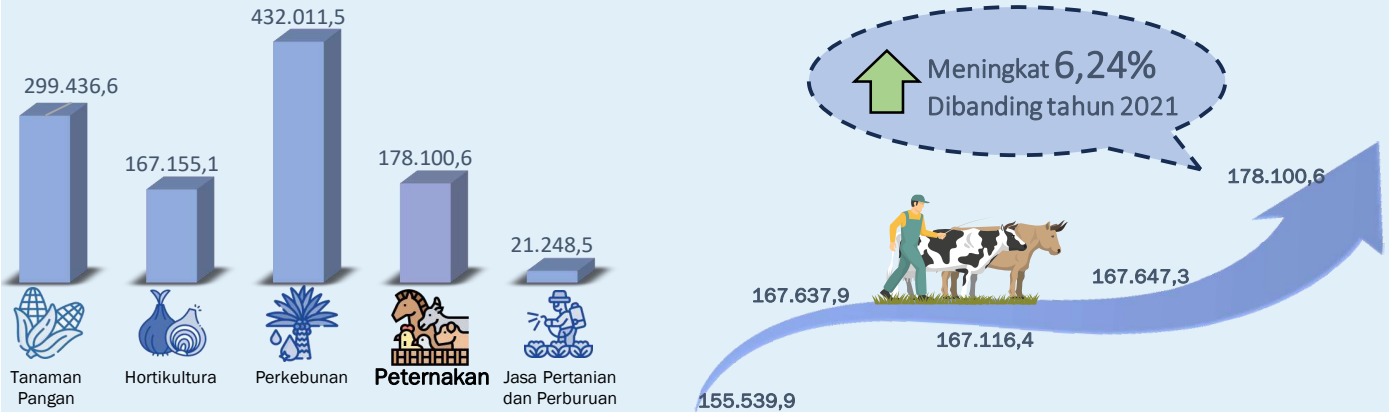 432.011,5
299.436,6
167.155,1
178.100,6
21.248,5
Tanaman
Pangan
Hortikultura
Perkebunan
Peternakan
Jasa Pertanian
dan Perburuan
Meningkat 6,24%
Dibanding tahun 2021
178.100,6
167.647,3
167.637,9
167.116,4
155.539,9